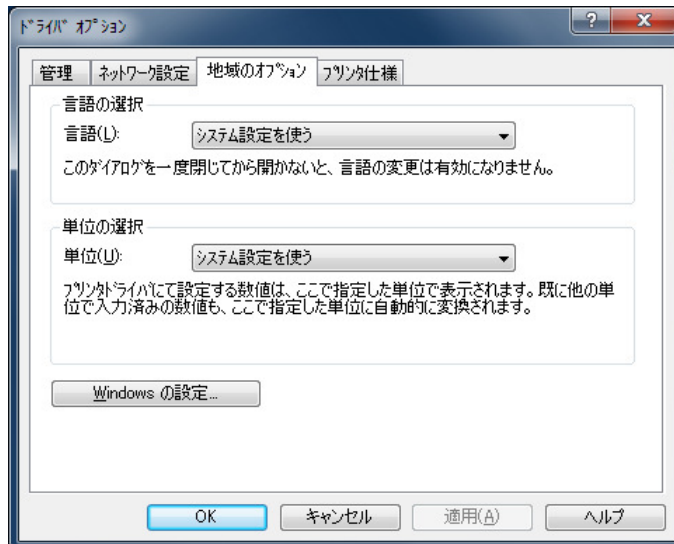 ﾄﾞﾗｲﾊﾞ ｵﾌﾟｼｮﾝ
管理 ﾈｯﾄﾜｰｸ設定 地域のｵﾌﾟｼｮﾝ ﾌﾟﾘﾝﾀ仕様
言語の選択
言語(L): ｼｽﾃﾑ設定を使う
このﾀﾞｲｱﾛｸﾞを一度閉じてから開かないと、言語の変更は有効になりません。
単位の選択
単位(U): ｼｽﾃﾑ設定を使う
ﾌﾟﾘﾝﾀﾄﾞﾗｲﾊﾞにて設定する数値は、ここで指定した単位で表示されます。既に他の単
位で入力済みの数値も、ここで指定した単位に自動的に変換されます。
Windows の設定...
OK キャンセル 適用(A) ヘルプ